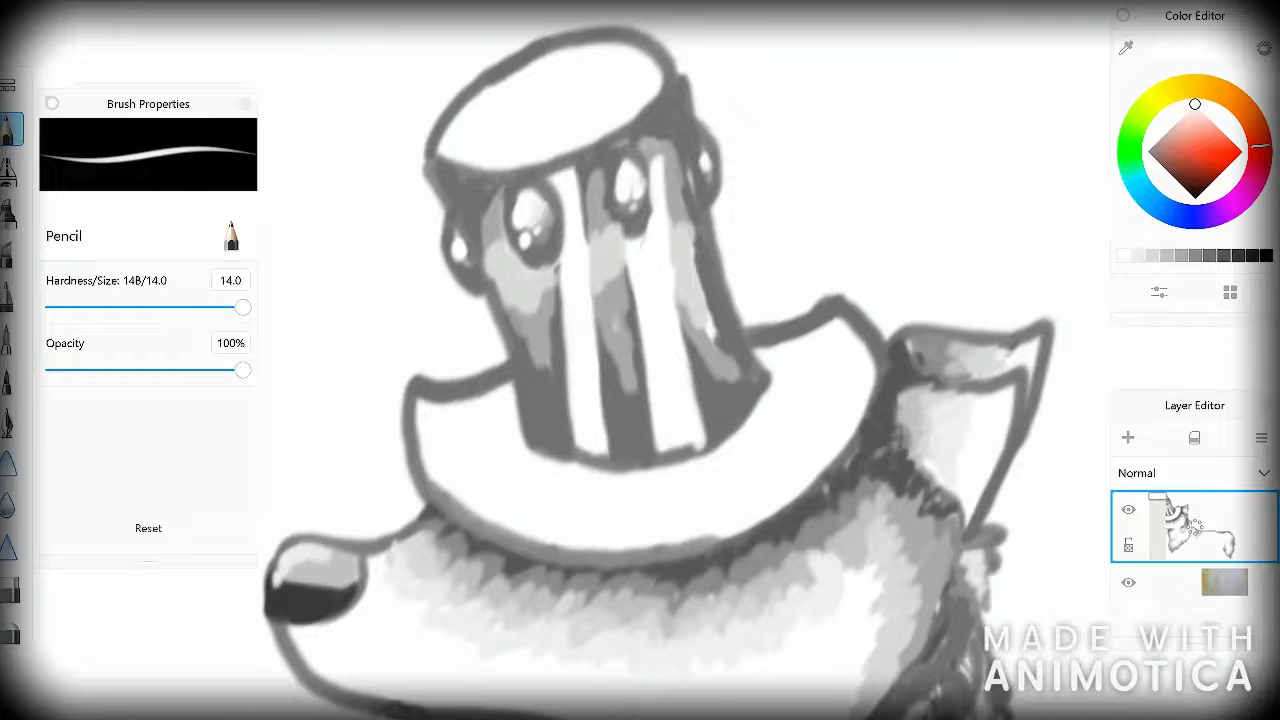 Color Editor
Brush Properties
Pencil
Hardness/Size: 14B/14.0
14.0
Opacity
100%
Reset
Layer Editor
Normal
MADE WITH
ANIMOTICA